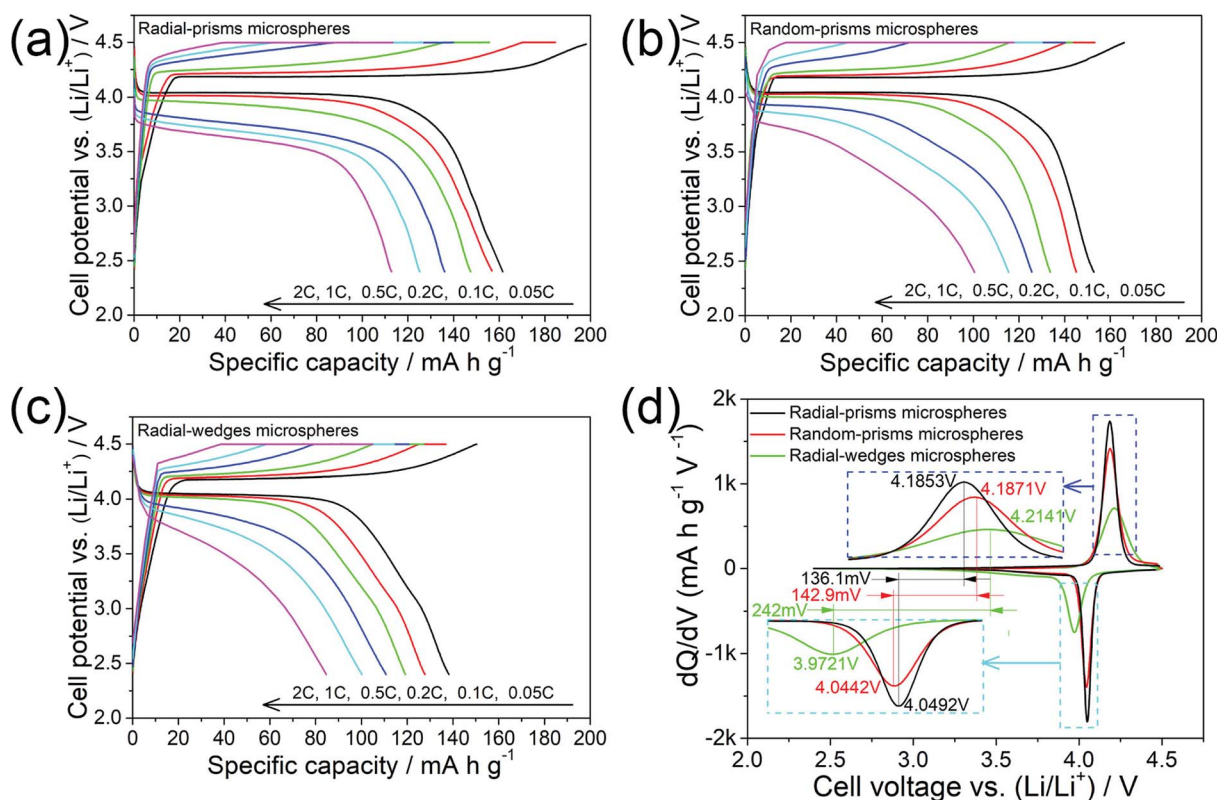 (a)
Radial-prisms microspheres
Cell potential vs. (Li/Li⁺) / V
4.5
4.0
3.5
3.0
2.5
2.0
2C, 1C, 0.5C, 0.2C, 0.1C, 0.05C
0 20 40 60 80 100 120 140 160 180 200
Specific capacity / mA h g⁻¹
(b)
Random-prisms microspheres
Cell potential vs. (Li/Li⁺) / V
4.5
4.0
3.5
3.0
2.5
2.0
2C, 1C, 0.5C, 0.2C, 0.1C, 0.05C
0 20 40 60 80 100 120 140 160 180 200
Specific capacity / mA h g⁻¹
(c)
Radial-wedges microspheres
Cell potential vs. (Li/Li⁺) / V
4.5
4.0
3.5
3.0
2.5
2.0
2C, 1C, 0.5C, 0.2C, 0.1C, 0.05C
0 20 40 60 80 100 120 140 160 180 200
Specific capacity / mA h g⁻¹
(d)
Radial-prisms microspheres
Random-prisms microspheres
Radial-wedges microspheres
dQ/dV (mA h g⁻¹ V⁻¹)
2k
1k
0
-1k
-2k
4.1853V
4.1871V
4.2141V
136.1mV
142.9mV
242mV
3.9721V
4.0442V
4.0492V
2.0 2.5 3.0 3.5 4.0 4.5
Cell voltage vs. (Li/Li⁺) / V